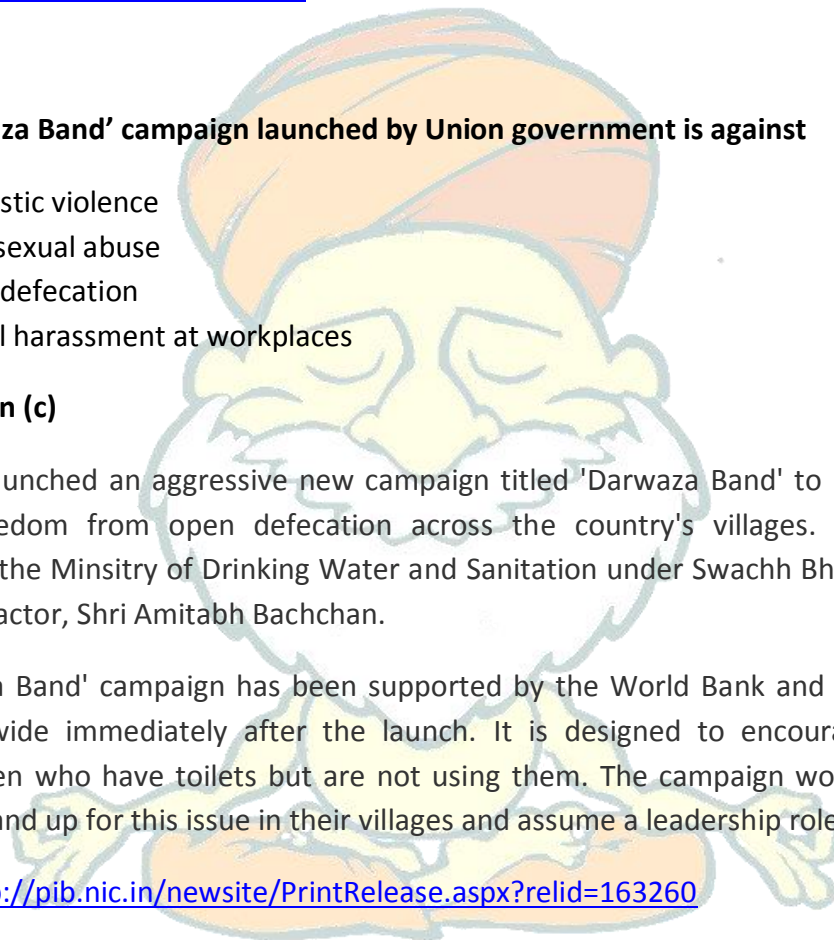 za Band’ campaign launched by Union government is against
stic violence
sexual abuse
defecation
l harassment at workplaces
n (c)
unched an aggressive new campaign titled 'Darwaza Band' to
edom from open defecation across the country's villages.
the Minsitry of Drinking Water and Sanitation under Swachh Bh
actor, Shri Amitabh Bachchan.
Band' campaign has been supported by the World Bank and
wide immediately after the launch. It is designed to encoura
en who have toilets but are not using them. The campaign wo
and up for this issue in their villages and assume a leadership role
://pib.nic.in/newsite/PrintRelease.aspx?relid=163260